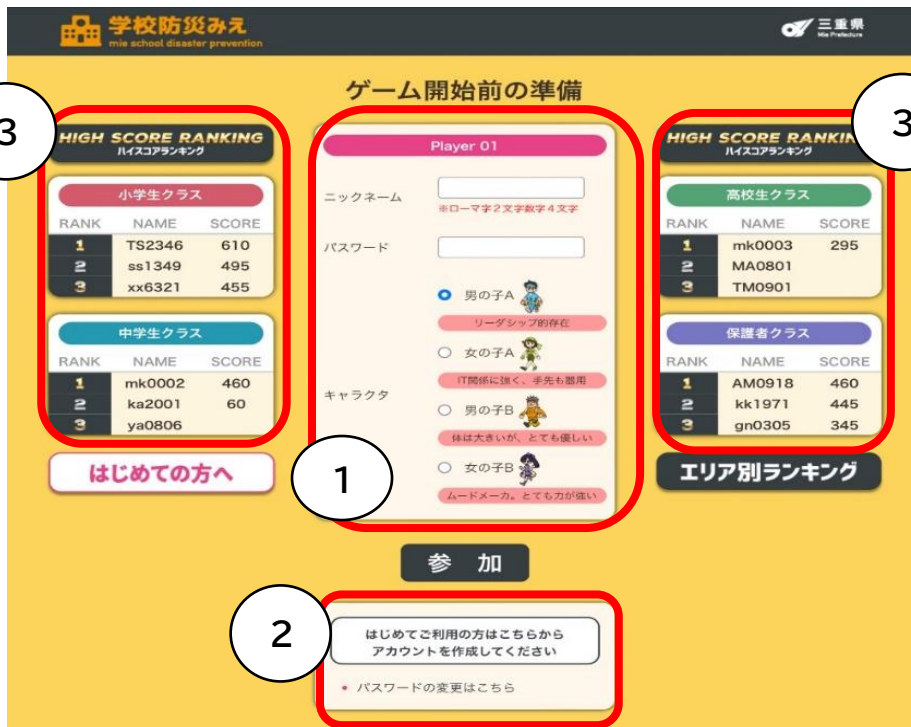 学校防災みえ
mie school disaster prevention
三重県
Mie Prefecture
ゲーム開始前の準備
3
HIGH SCORE RANKING
ハイスコアランキング
小学生クラス
RANK NAME SCORE
1 TS2346 610
2 ss1349 495
3 xx6321 455
中学生クラス
RANK NAME SCORE
1 mk0002 460
2 ka2001 60
3 ya0806
はじめての方へ
1
Player 01
ニックネーム
※ローマ字2文字数字4文字
パスワード
キャラクタ
男の子A
リーダシップ的存在
女の子A
IT関係に強く、手先も器用
男の子B
体は大きいが、とても優しい
女の子B
ムードメーカ。とても力が強い
3
HIGH SCORE RANKING
ハイスコアランキング
高校生クラス
RANK NAME SCORE
1 mk0003 295
2 MA0801
3 TM0901
保護者クラス
RANK NAME SCORE
1 AM0918 460
2 kk1971 445
3 gn0305 345
エリア別ランキング
参 加
2
はじめてご利用の方はこちらから
アカウントを作成してください
• パスワードの変更はこちら